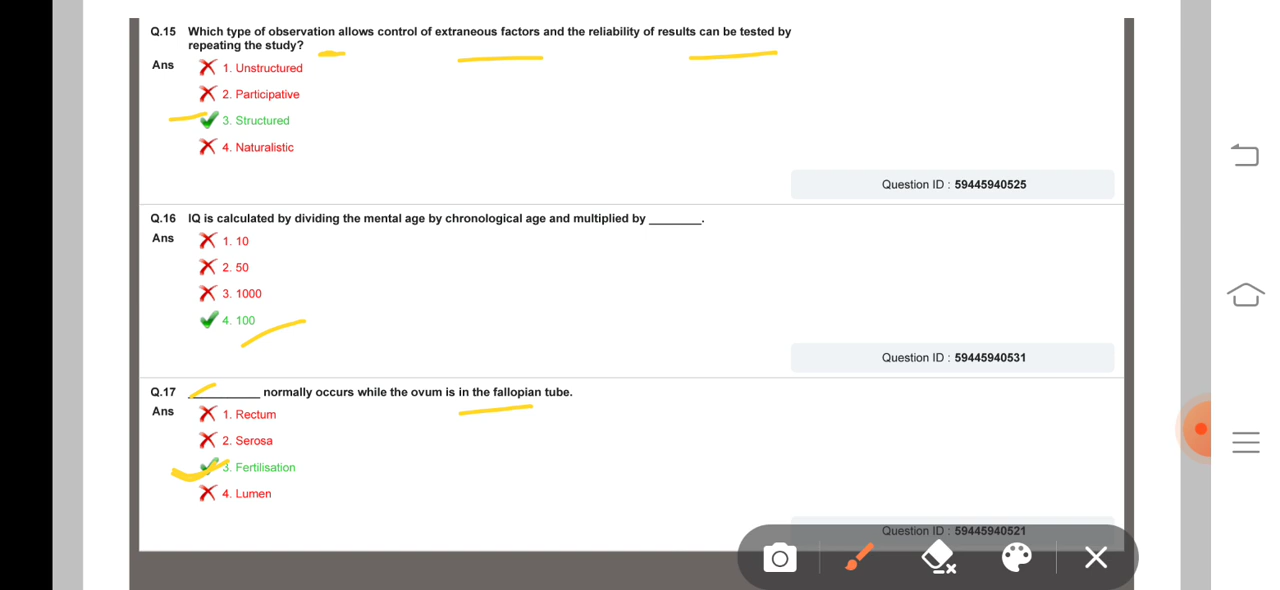 Q.15 Which type of observation allows control of extraneous factors and the reliability of results can be tested by
repeating the study?
Ans 1. Unstructured
2. Participative
3. Structured
4. Naturalistic
Question ID : 59445940525
Q.16 IQ is calculated by dividing the mental age by chronological age and multiplied by ________.
Ans 1. 10
2. 50
3. 1000
4. 100
Question ID : 59445940531
Q.17 ___________ normally occurs while the ovum is in the fallopian tube.
Ans 1. Rectum
2. Serosa
3. Fertilisation
4. Lumen
Question ID : 59445940521